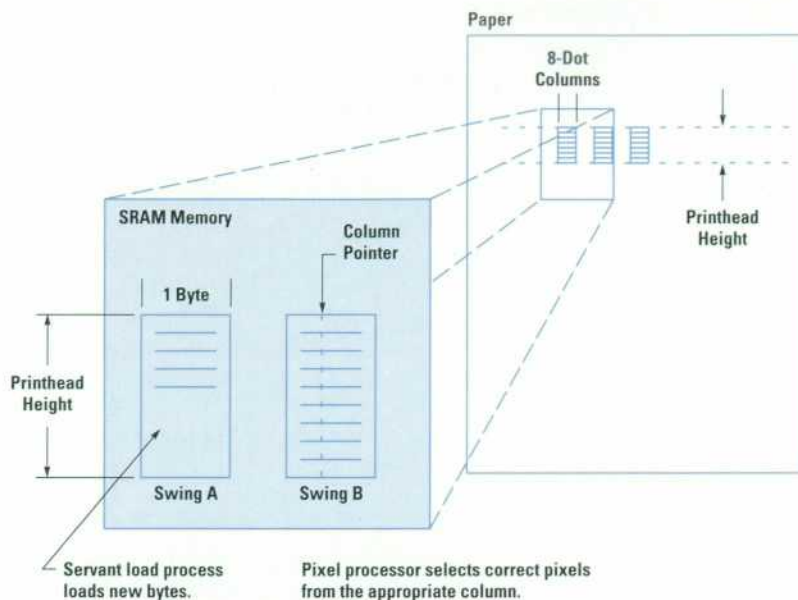 Paper
8-Dot
Columns
Printhead
Height
SRAM Memory
Column
Pointer
1 Byte
Printhead
Height
Swing A
Swing B
Servant load process
loads new bytes.
Pixel processor selects correct pixels
from the appropriate column.